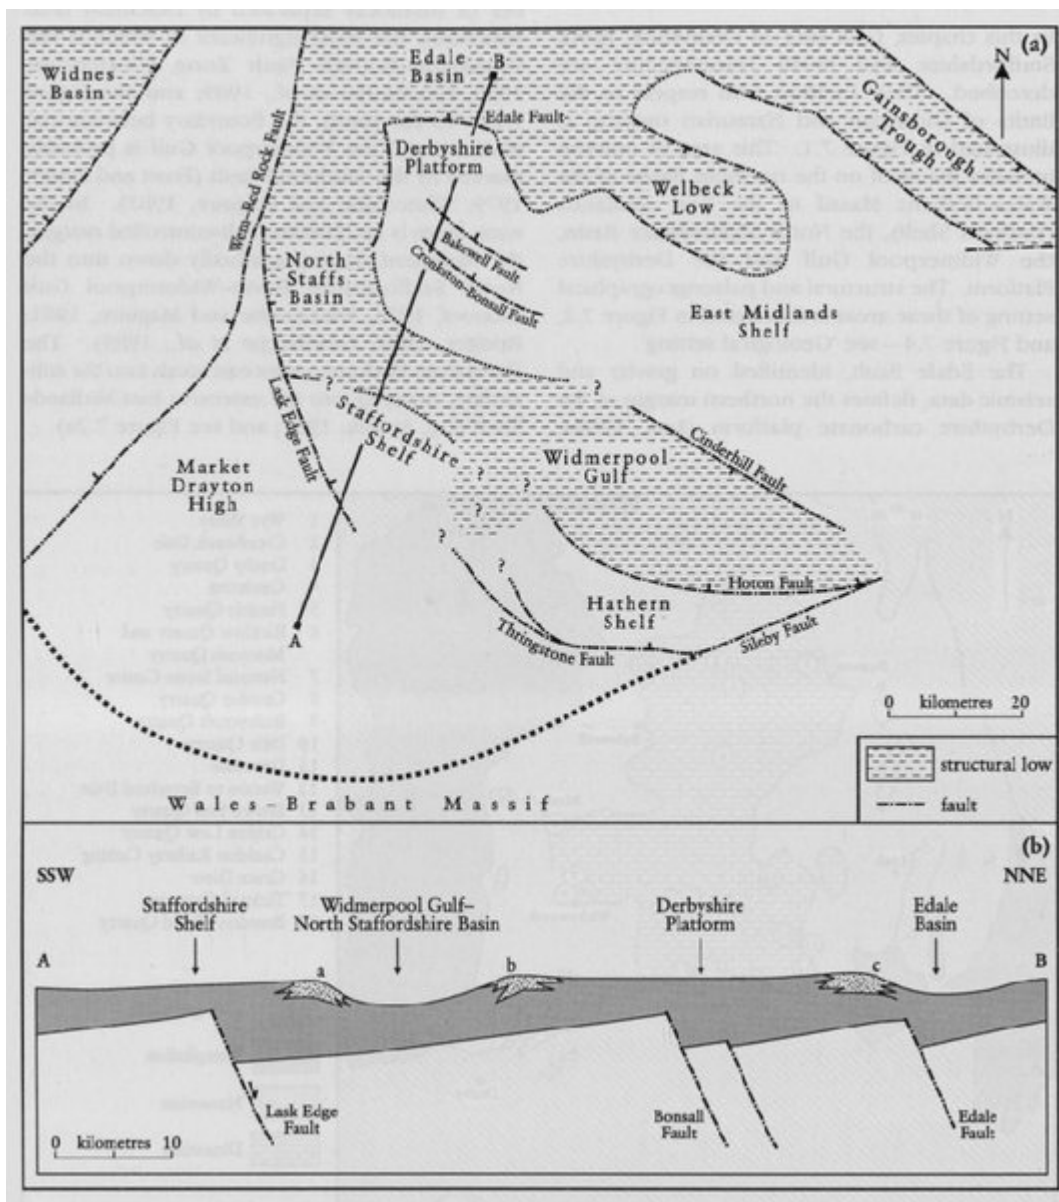 (a)
Widnes
Basin
Edale
Basin
B
N
Gainsborough
Trough
Edale Fault
Derbyshire
Platform
Wem-Red Rock Fault
Welbeck
Low
North
Staffs
Basin
Bakewell Fault
Cronkston-Bonsall Fault
East Midlands
Shelf
?
?
Lask Edge Fault
Staffordshire
Shelf
Cinderhill Fault
Widmerpool
Gulf
Market
Drayton
High
?
?
?
?
?
Hoton Fault
Hathern
Shelf
Thringstone Fault
Sileby Fault
A
0 kilometres 20
structural low
fault
Wales–Brabant Massif
(b)
SSW
NNE
Staffordshire
Shelf
Widmerpool Gulf–
North Staffordshire Basin
Derbyshire
Platform
Edale
Basin
A
a
b
c
B
Lask Edge
Fault
Bonsall
Fault
Edale
Fault
0 kilometres 10